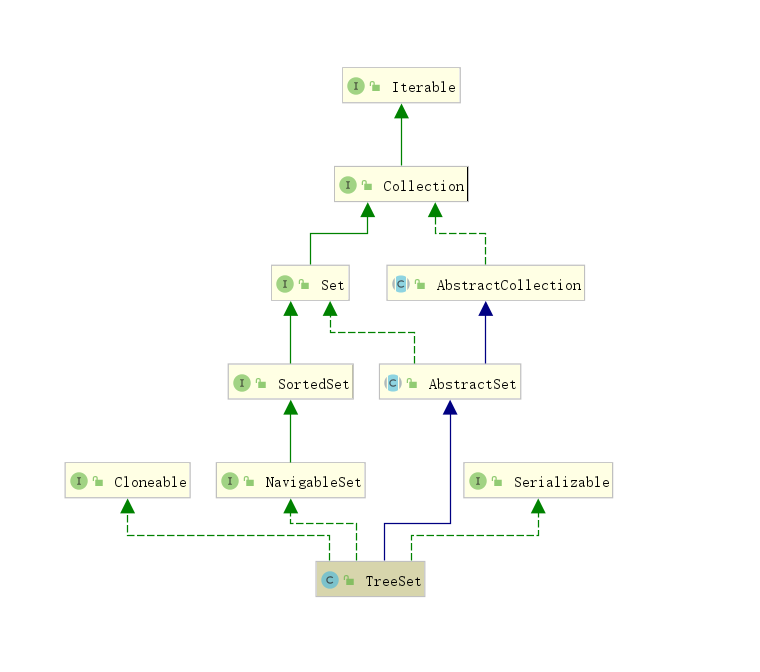 I Iterable
I Collection
I Set
C AbstractCollection
I SortedSet
C AbstractSet
I Cloneable
I NavigableSet
I Serializable
C TreeSet